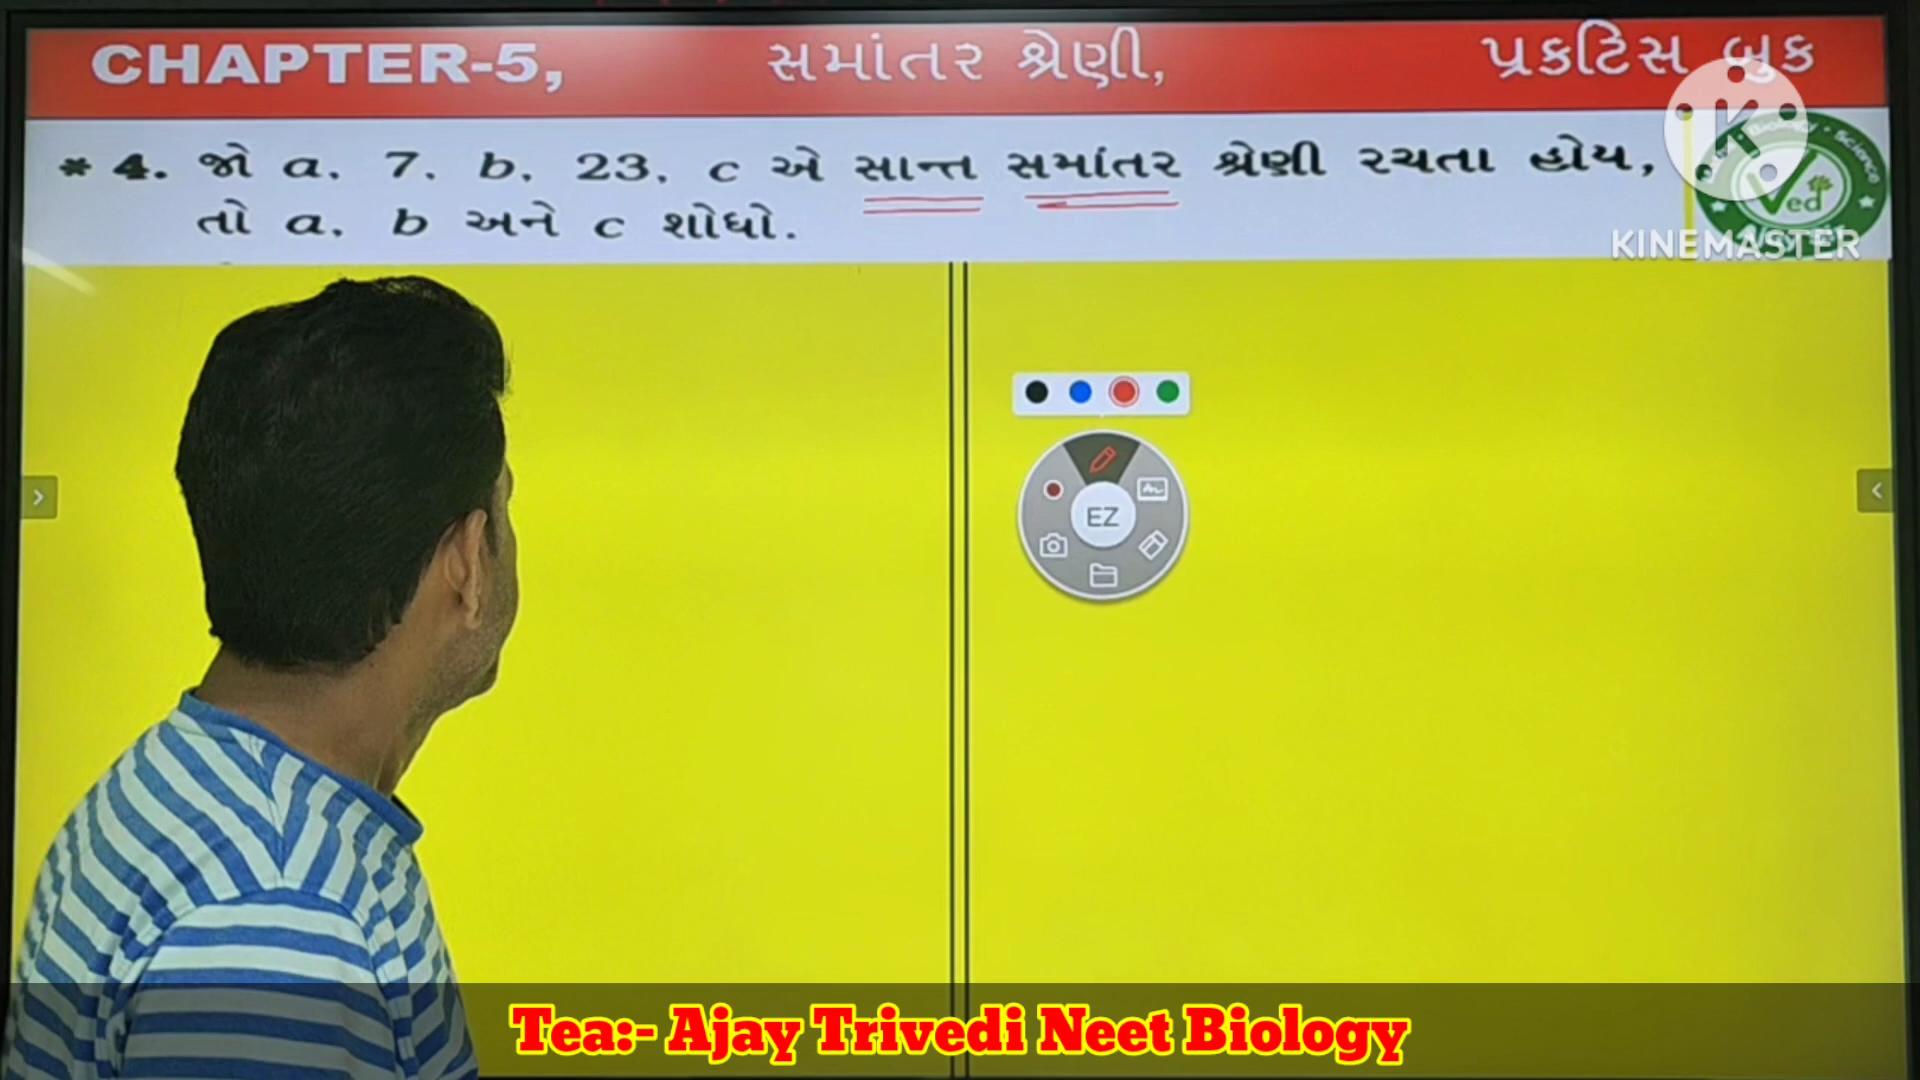 CHAPTER-5, સમાંતર શ્રેણી, પ્રકટિસ બુક
* 4. જો a, 7, b, 23, c એ સાન્ત સમાંતર શ્રેણી રચતા હોય,
તો a, b અને c શોધો.
KINEMASTER
EZ
Tea:- Ajay Trivedi Neet Biology